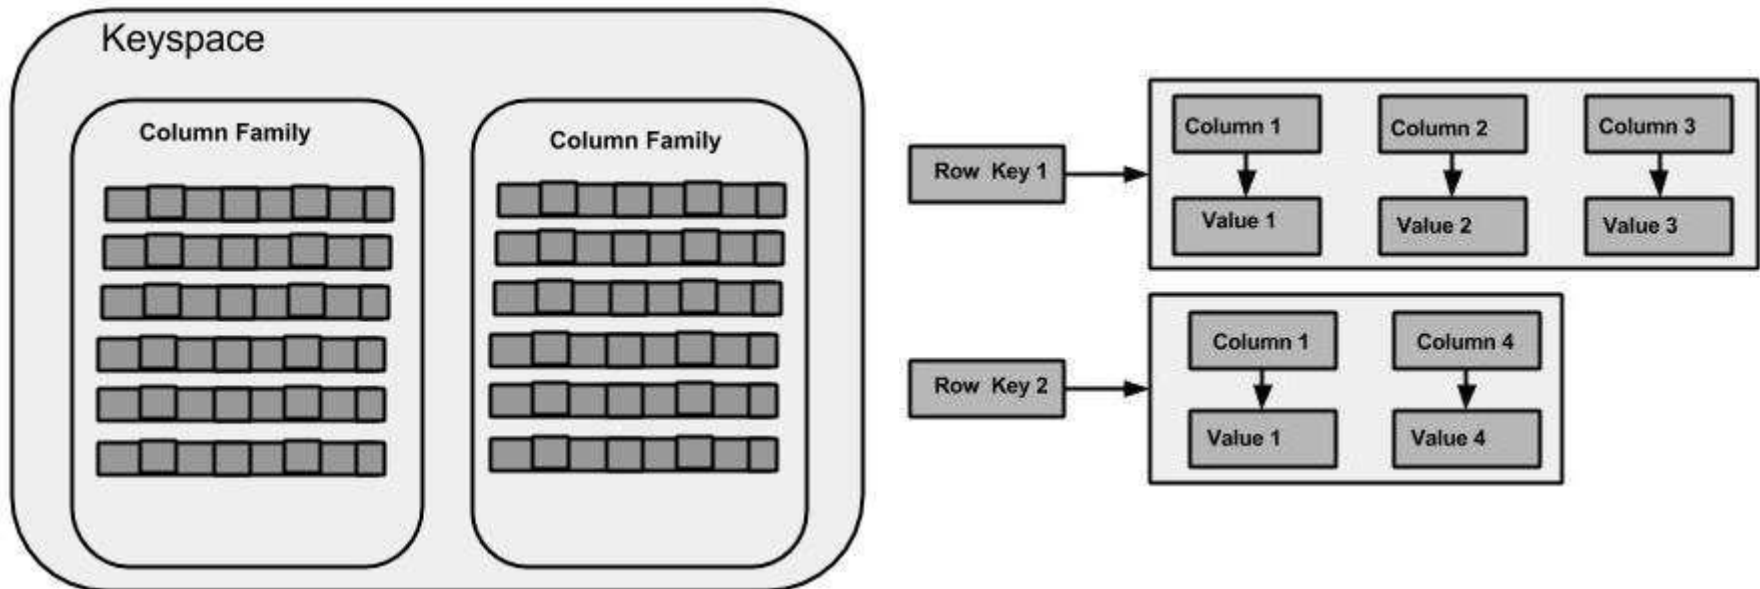 Keyspace
Column Family
Column Family
Row Key 1
Column 1
Column 2
Column 3
Value 1
Value 2
Value 3
Row Key 2
Column 1
Column 4
Value 1
Value 4